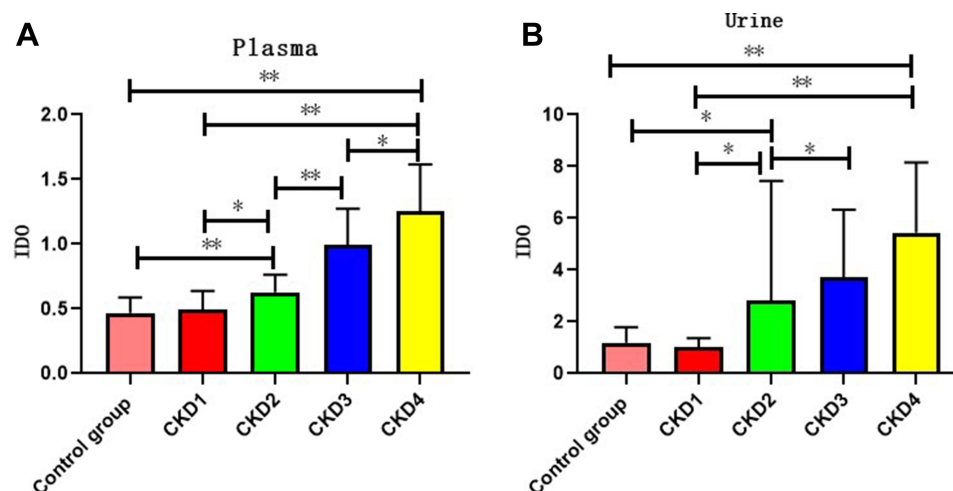 A
Plasma
**
**
*
**
*
**
2.0
1.5
1.0
0.5
0.0
IDO
Control group
CKD1
CKD2
CKD3
CKD4
B
Urine
**
**
*
*
*
10
8
6
4
2
0
IDO
Control group
CKD1
CKD2
CKD3
CKD4